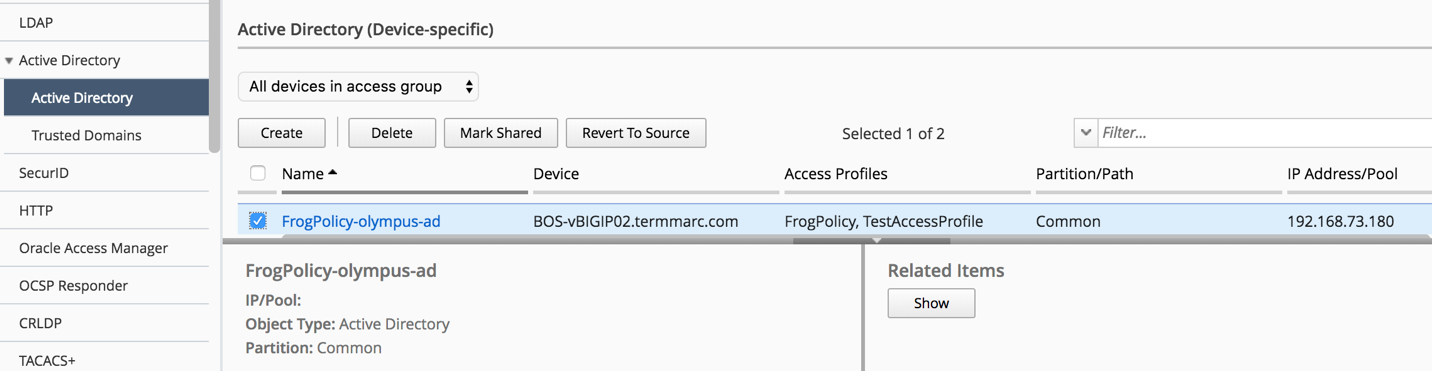 LDAP
Active Directory
Active Directory
Trusted Domains
SecurID
HTTP
Oracle Access Manager
OCSP Responder
CRLDP
TACACS+
Active Directory (Device-specific)
All devices in access group
Create Delete Mark Shared Revert To Source Selected 1 of 2 Filter...
Name Device Access Profiles Partition/Path IP Address/Pool
FrogPolicy-olympus-ad BOS-vBIGIP02.termmarc.com FrogPolicy, TestAccessProfile Common 192.168.73.180
FrogPolicy-olympus-ad
IP/Pool:
Object Type: Active Directory
Partition: Common
Related Items
Show